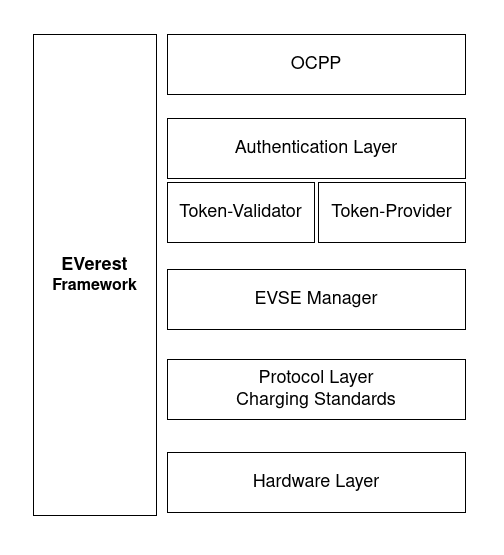 EVerest
Framework
OCPP
Authentication Layer
Token-Validator
Token-Provider
EVSE Manager
Protocol Layer
Charging Standards
Hardware Layer